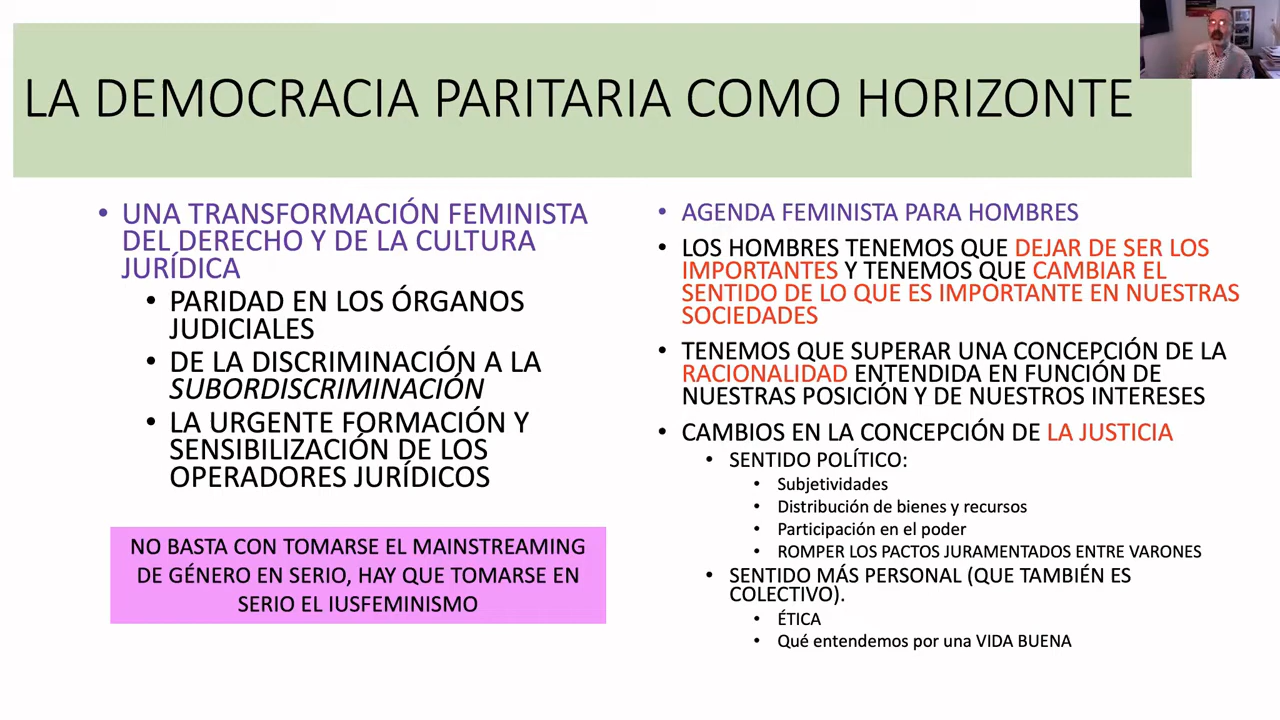 LA DEMOCRACIA PARITARIA COMO HORIZONTE
• UNA TRANSFORMACIÓN FEMINISTA
DEL DERECHO Y DE LA CULTURA
JURÍDICA
• PARIDAD EN LOS ÓRGANOS
JUDICIALES
• DE LA DISCRIMINACIÓN A LA
SUBORDISCRIMINACIÓN
• LA URGENTE FORMACIÓN Y
SENSIBILIZACIÓN DE LOS
OPERADORES JURÍDICOS
NO BASTA CON TOMARSE EL MAINSTREAMING
DE GÉNERO EN SERIO, HAY QUE TOMARSE EN
SERIO EL IUSFEMINISMO
• AGENDA FEMINISTA PARA HOMBRES
• LOS HOMBRES TENEMOS QUE DEJAR DE SER LOS
IMPORTANTES Y TENEMOS QUE CAMBIAR EL
SENTIDO DE LO QUE ES IMPORTANTE EN NUESTRAS
SOCIEDADES
• TENEMOS QUE SUPERAR UNA CONCEPCIÓN DE LA
RACIONALIDAD ENTENDIDA EN FUNCIÓN DE
NUESTRAS POSICIÓN Y DE NUESTROS INTERESES
• CAMBIOS EN LA CONCEPCIÓN DE LA JUSTICIA
• SENTIDO POLÍTICO:
• Subjetividades
• Distribución de bienes y recursos
• Participación en el poder
• ROMPER LOS PACTOS JURAMENTADOS ENTRE VARONES
• SENTIDO MÁS PERSONAL (QUE TAMBIÉN ES
COLECTIVO).
• ÉTICA
• Qué entendemos por una VIDA BUENA